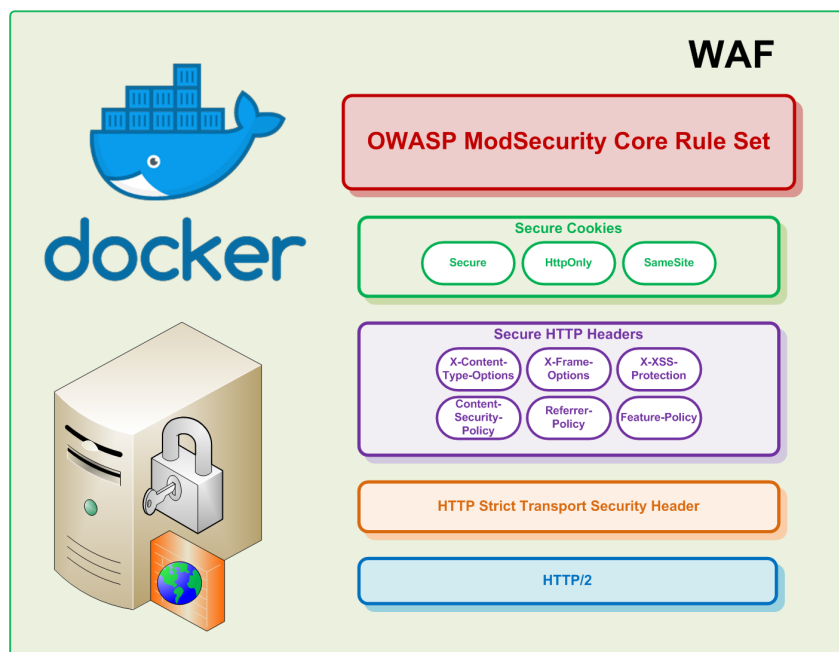 WAF
docker
OWASP ModSecurity Core Rule Set
Secure Cookies
Secure
HttpOnly
SameSite
Secure HTTP Headers
X-Content-
Type-Options
X-Frame-
Options
X-XSS-
Protection
Content-
Security-
Policy
Referrer-
Policy
Feature-Policy
HTTP Strict Transport Security Header
HTTP/2